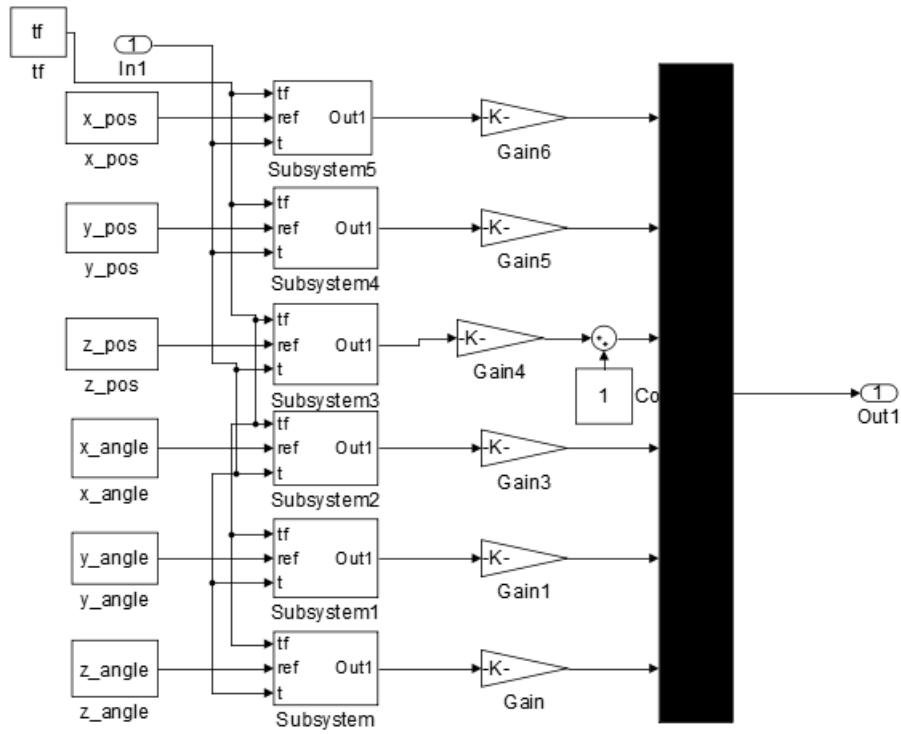 tf
tf
1
In1
x_pos
x_pos
tf
ref
t
Out1
Subsystem5
-K-
Gain6
y_pos
y_pos
tf
ref
t
Out1
Subsystem4
-K-
Gain5
z_pos
z_pos
tf
ref
t
Out1
Subsystem3
-K-
Gain4
1
Co
x_angle
x_angle
tf
ref
t
Out1
Subsystem2
-K-
Gain3
1
Out1
y_angle
y_angle
tf
ref
t
Out1
Subsystem1
-K-
Gain1
z_angle
z_angle
tf
ref
t
Out1
Subsystem
-K-
Gain